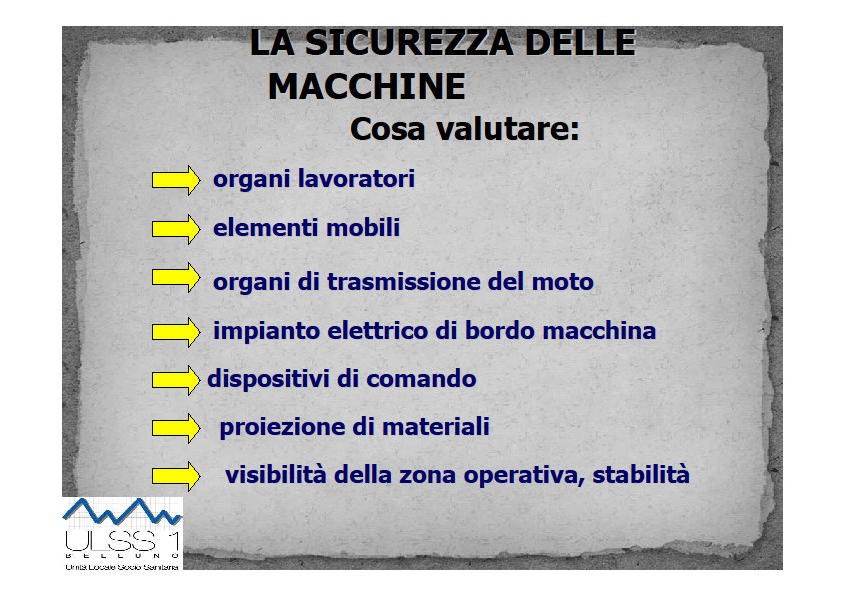 LA SICUREZZA DELLE
MACCHINE
Cosa valutare:
organi lavoratori
elementi mobili
organi di trasmissione del moto
impianto elettrico di bordo macchina
dispositivi di comando
proiezione di materiali
visibilità della zona operativa, stabilità
ULSS 1
BELLUNO
Unità Locale Socio Sanitaria